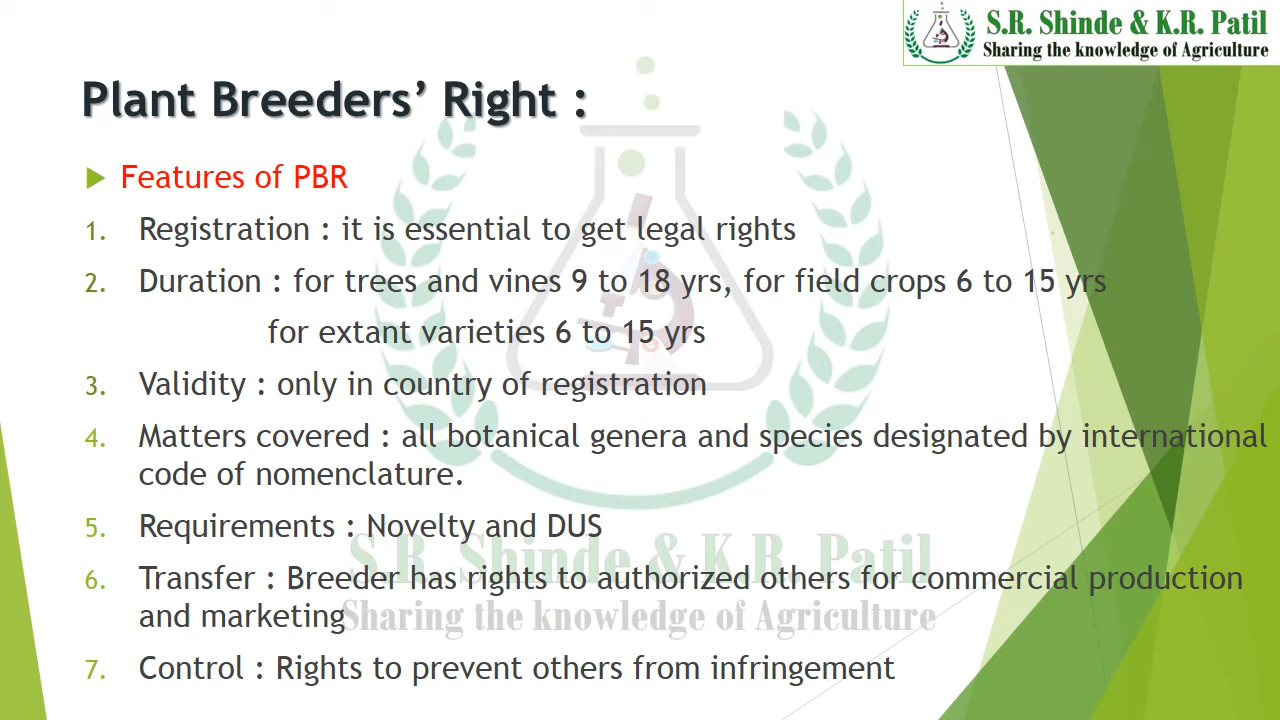 S.R. Shinde & K.R. Patil
Sharing the knowledge of Agriculture
Plant Breeders’ Right :
Features of PBR
1. Registration : it is essential to get legal rights
2. Duration : for trees and vines 9 to 18 yrs, for field crops 6 to 15 yrs
for extant varieties 6 to 15 yrs
3. Validity : only in country of registration
4. Matters covered : all botanical genera and species designated by international
code of nomenclature.
5. Requirements : Novelty and DUS
S.R. Shinde & K.R. Patil
6. Transfer : Breeder has rights to authorized others for commercial production
and marketing
Sharing the knowledge of Agriculture
7. Control : Rights to prevent others from infringement